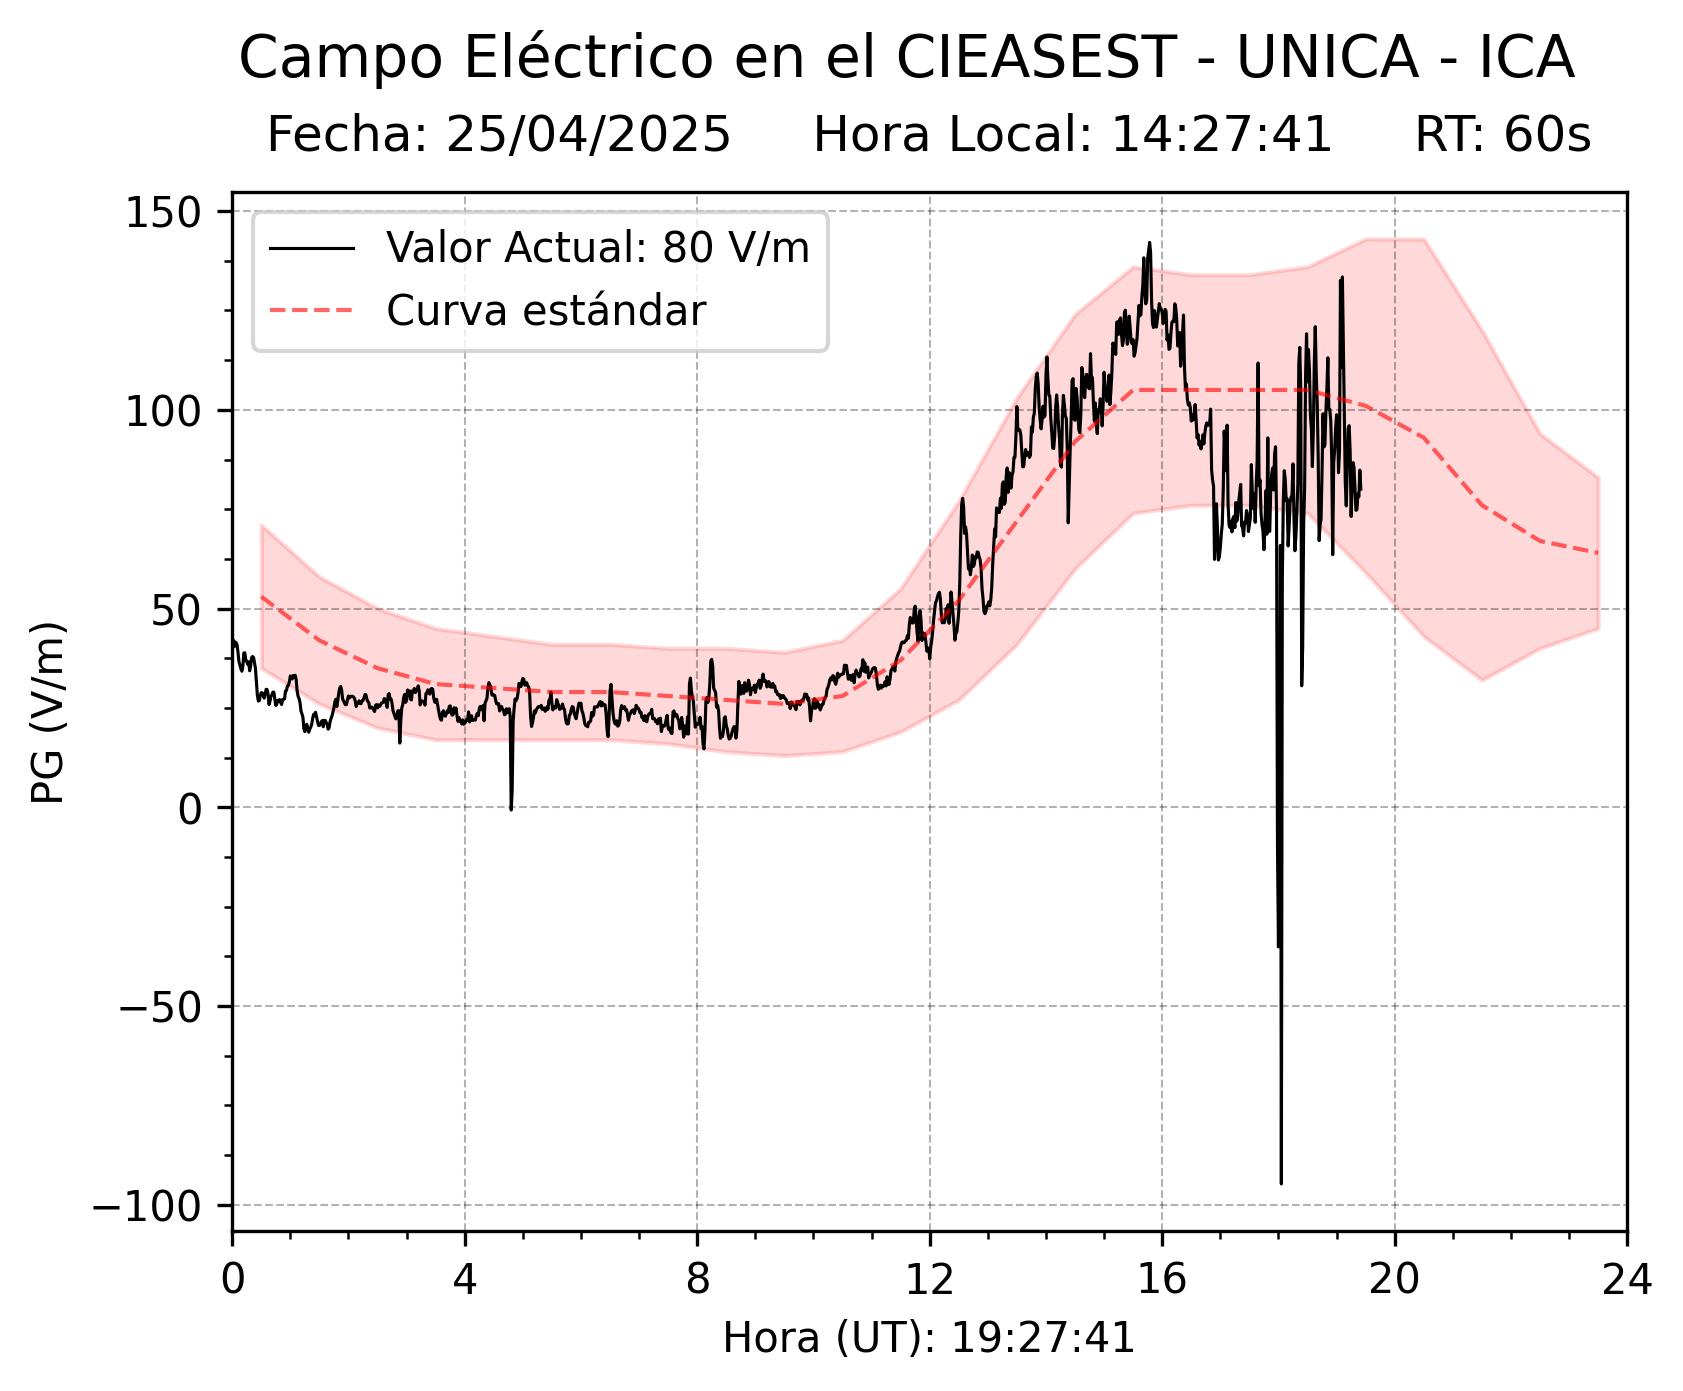 Campo Eléctrico en el CIEASEST - UNICA - ICA
Fecha: 25/04/2025 Hora Local: 14:27:41 RT: 60s
Valor Actual: 80 V/m
Curva estándar
PG (V/m)
150
100
50
0
−50
−100
0 4 8 12 16 20 24
Hora (UT): 19:27:41